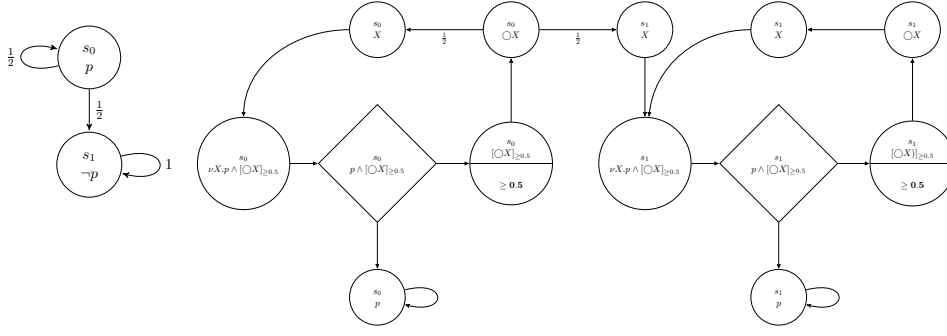 s₀
p
1/2
1/2
s₁
¬p
1
s₀
X
1/2
s₀
◯X
1/2
s₁
X
s₁
X
s₁
◯X
s₀
νX.p ∧ [◯X]≥0.5
s₀
p ∧ [◯X]≥0.5
s₀
[◯X]≥0.5
≥ 0.5
s₁
νX.p ∧ [◯X]≥0.5
s₁
p ∧ [◯X]≥0.5
s₁
[◯X)]≥0.5
≥ 0.5
s₀
p
s₁
p